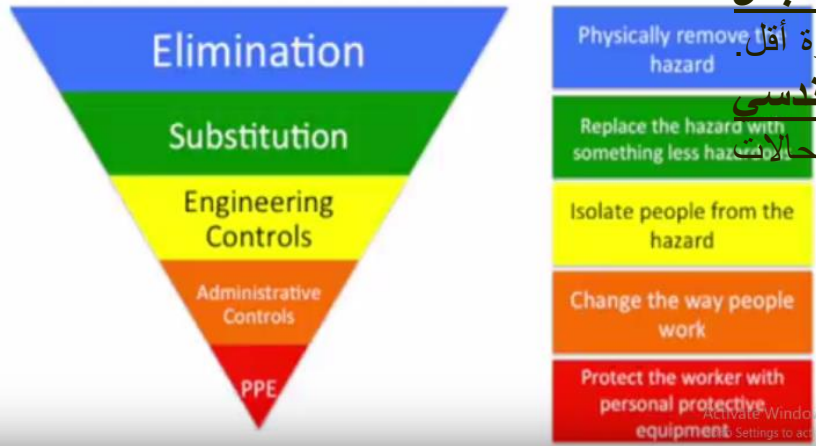 Elimination
Substitution
Engineering
Controls
Administrative
Controls
PPE
Physically remove the
hazard
Replace the hazard with
something less hazardous
Isolate people from the
hazard
Change the way people
work
Protect the worker with
personal protective
equipment
أقل.
حالات
Activate Windo
Settings to act